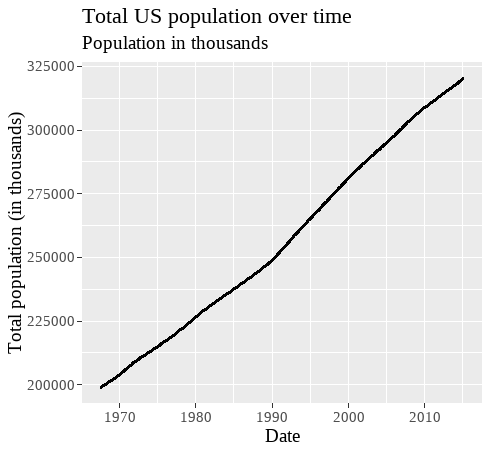 Total US population over time
Population in thousands
Total population (in thousands)
325000
300000
275000
250000
225000
200000
1970 1980 1990 2000 2010
Date